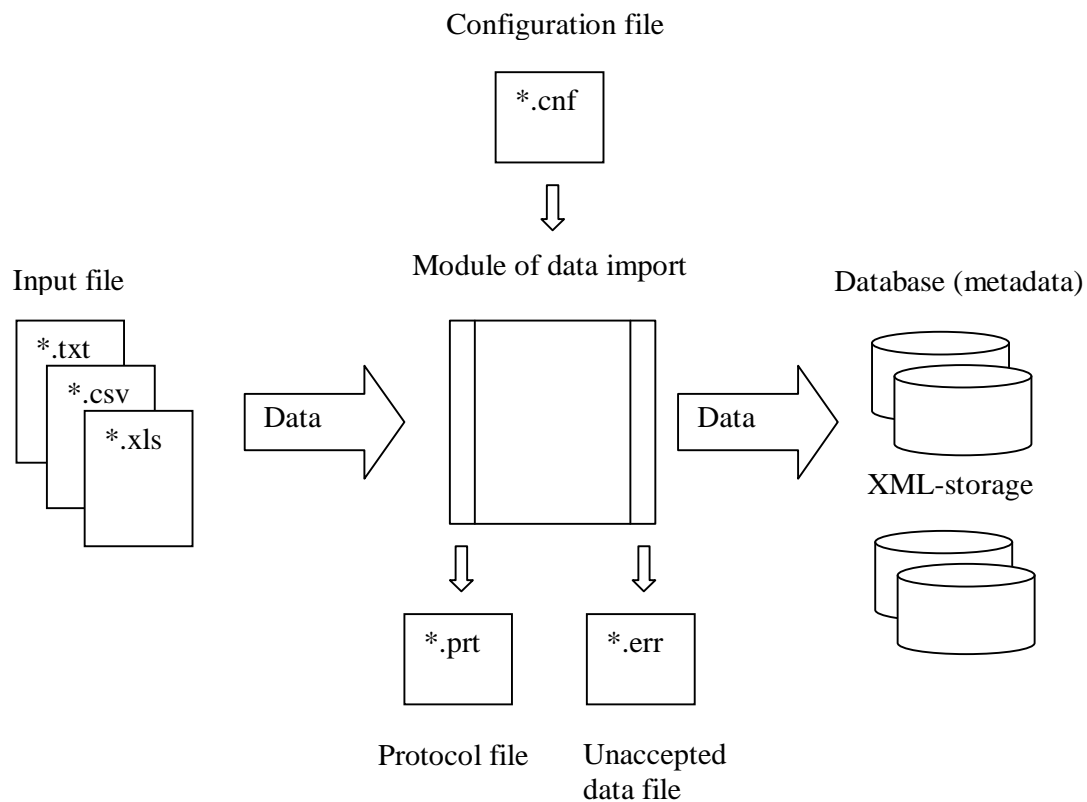 Configuration file
*.cnf
Module of data import
Input file
Database (metadata)
*.txt
*.csv
*.xls
Data
Data
XML-storage
*.prt
*.err
Protocol file
Unaccepted
data file